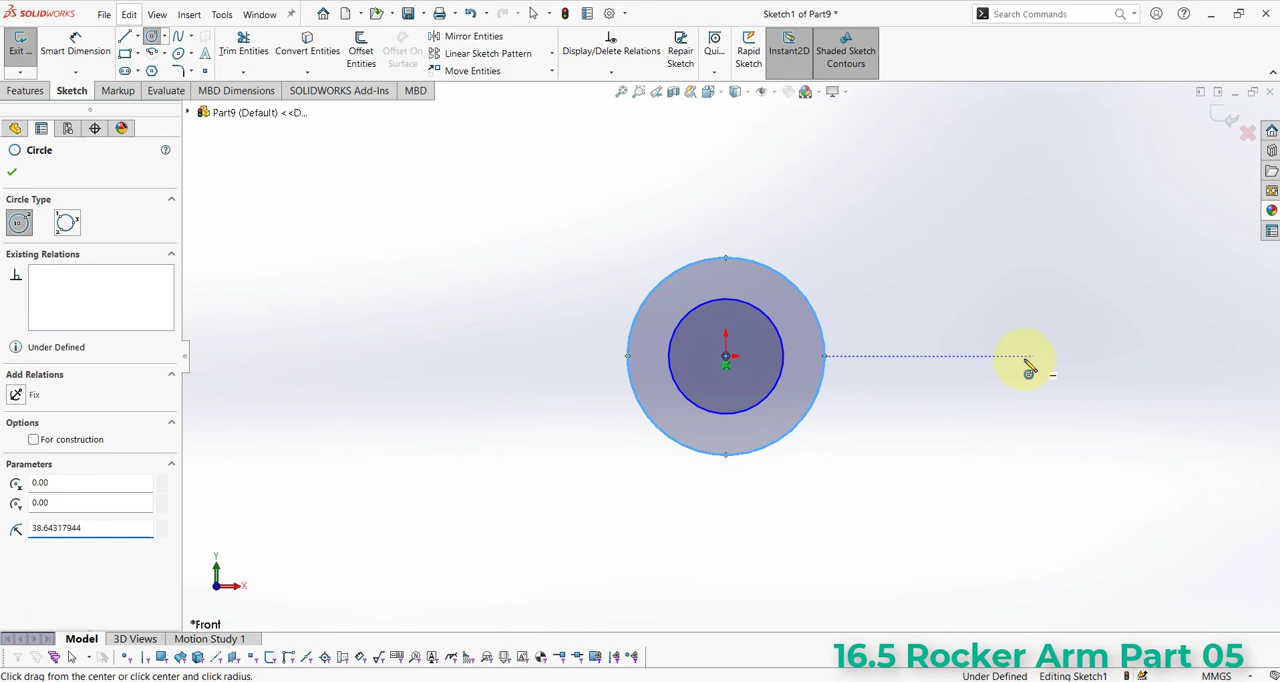 SOLIDWORKS File Edit View Insert Tools Window Sketch1 of Part9 * Search Commands
Exit ... Smart Dimension Trim Entities Convert Entities Offset Entities Offset On Surface Mirror Entities Linear Sketch Pattern Move Entities Display/Delete Relations Repair Sketch Qui... Rapid Sketch Instant2D Shaded Sketch Contours
Features Sketch Markup Evaluate MBD Dimensions SOLIDWORKS Add-Ins MBD
Part9 (Default) <<D...
Circle
Circle Type
Existing Relations
Under Defined
Add Relations
Fix
Options
For construction
Parameters
0.00
0.00
38.64317944
Y
X
*Front
Model 3D Views Motion Study 1
16.5 Rocker Arm Part 05
Click drag from the center or click center and click radius. Under Defined Editing Sketch1 MMGS